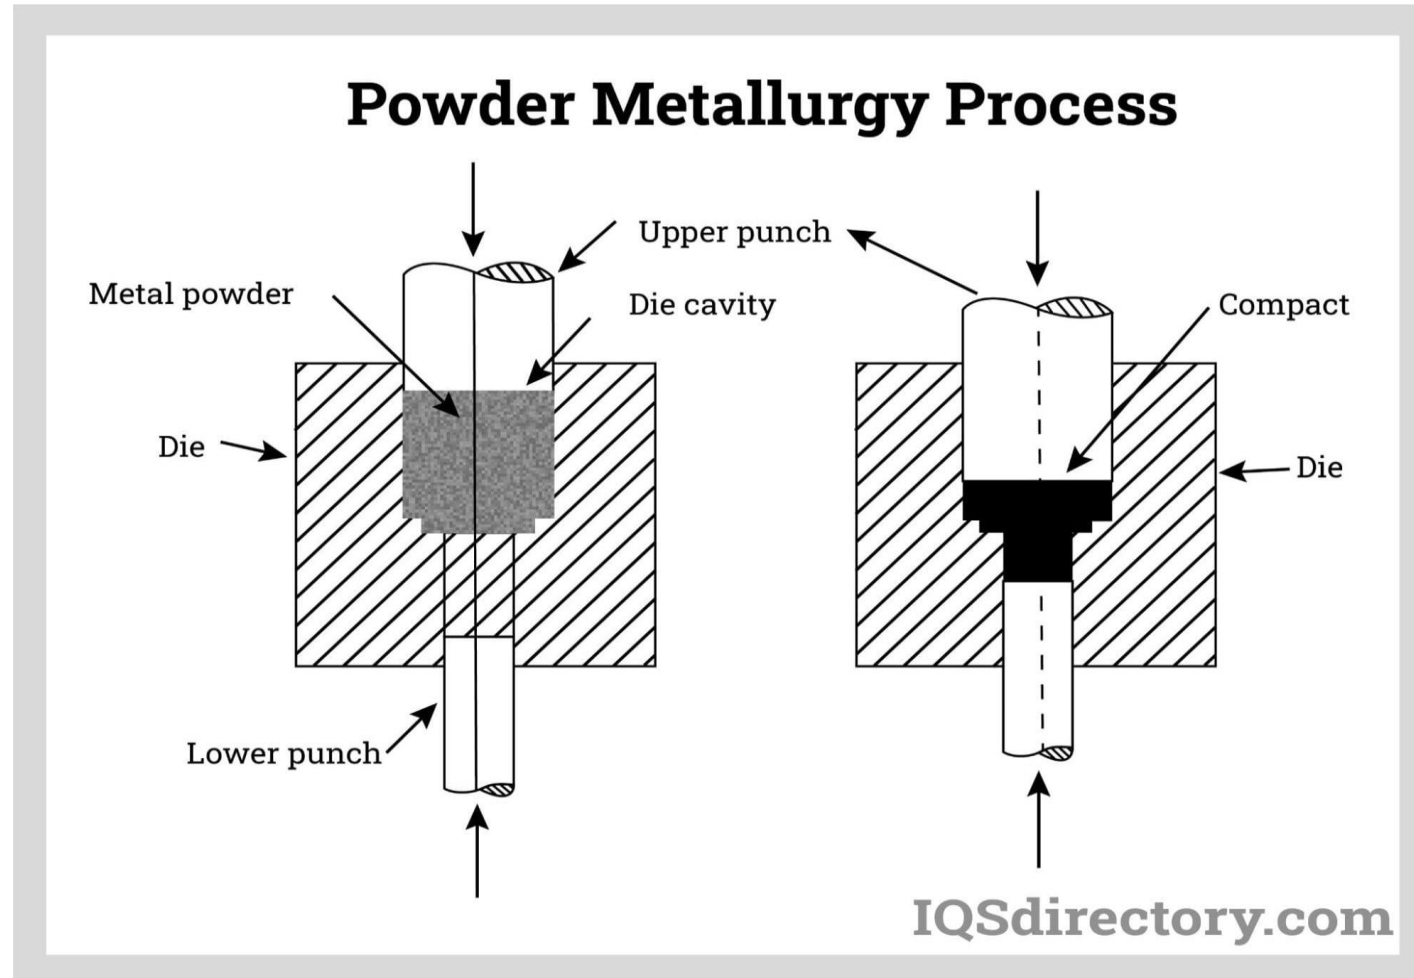 Powder Metallurgy Process
Upper punch
Metal powder
Die cavity
Compact
Die
Die
Lower punch
IQSdirectory.com